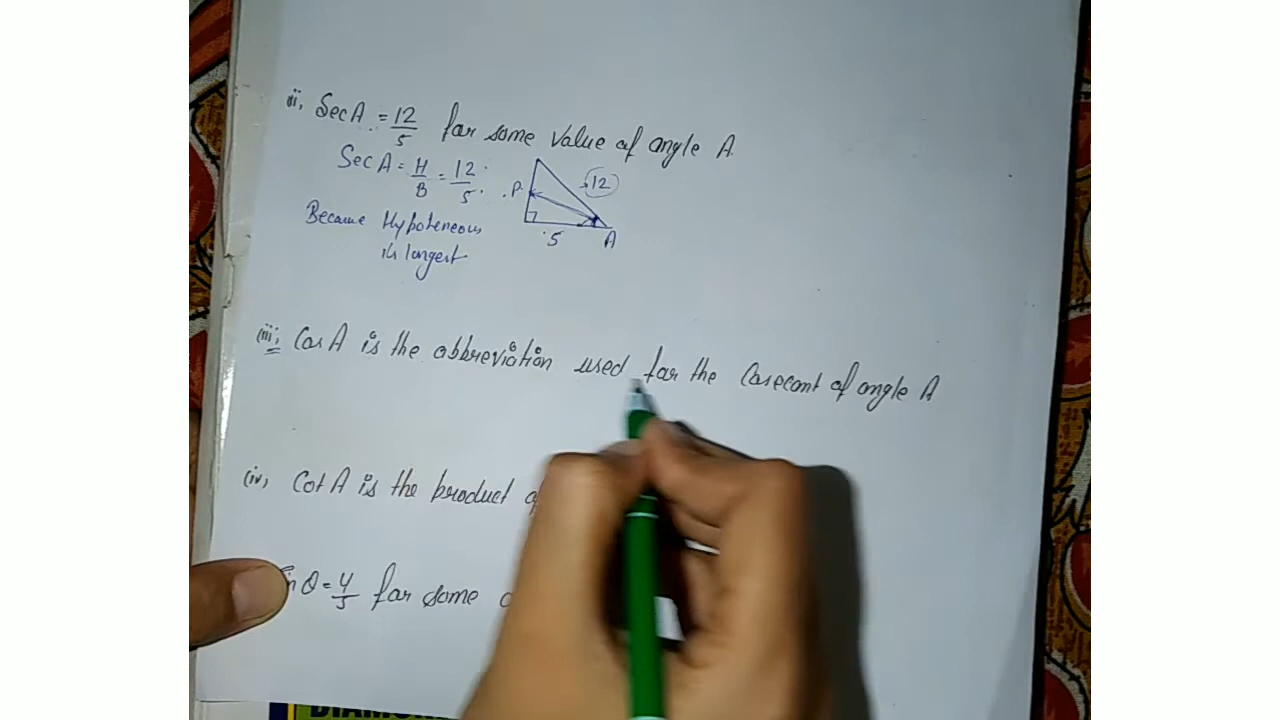 ii, Sec A = 12/5 for some value of angle A.
Sec A = H/B = 12/5
P
12
5
A
Because Hypoteneous
is longest
(iii, Cos A is the abbreviation used for the Cosecant of angle A
(iv, Cot A is the product
θ = 4/5 for some